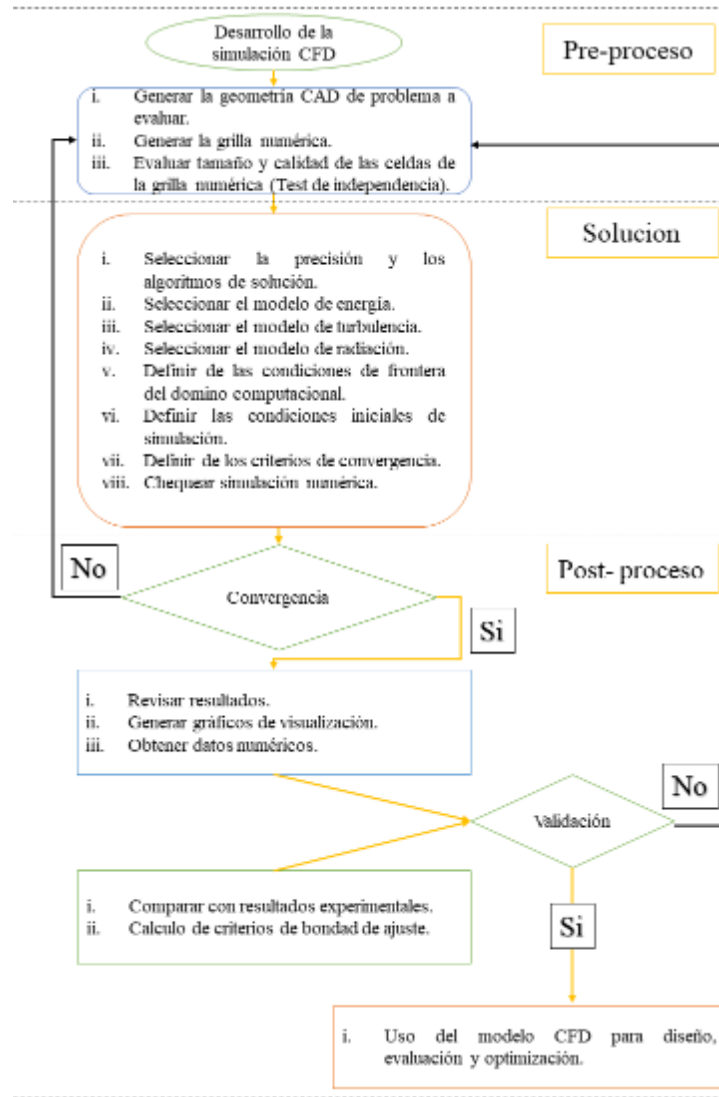 Desarrollo de la
simulación CFD
Pre-proceso
i. Generar la geometría CAD de problema a
evaluar.
ii. Generar la grilla numérica.
iii. Evaluar tamaño y calidad de las celdas de
la grilla numérica (Test de independencia).
Solucion
i. Seleccionar la precisión y los
algoritmos de solución.
ii. Seleccionar el modelo de energía.
iii. Seleccionar el modelo de turbulencia.
iv. Seleccionar el modelo de radiación.
v. Definir de las condiciones de frontera
del domino computacional.
vi. Definir las condiciones iniciales de
simulación.
vii. Definir de los criterios de convergencia.
viii. Chequear simulación numérica.
No
Convergencia
Post- proceso
Si
i. Revisar resultados.
ii. Generar gráficos de visualización.
iii. Obtener datos numéricos.
No
Validación
i. Comparar con resultados experimentales.
ii. Calculo de criterios de bondad de ajuste.
Si
i. Uso del modelo CFD para diseño,
evaluación y optimización.